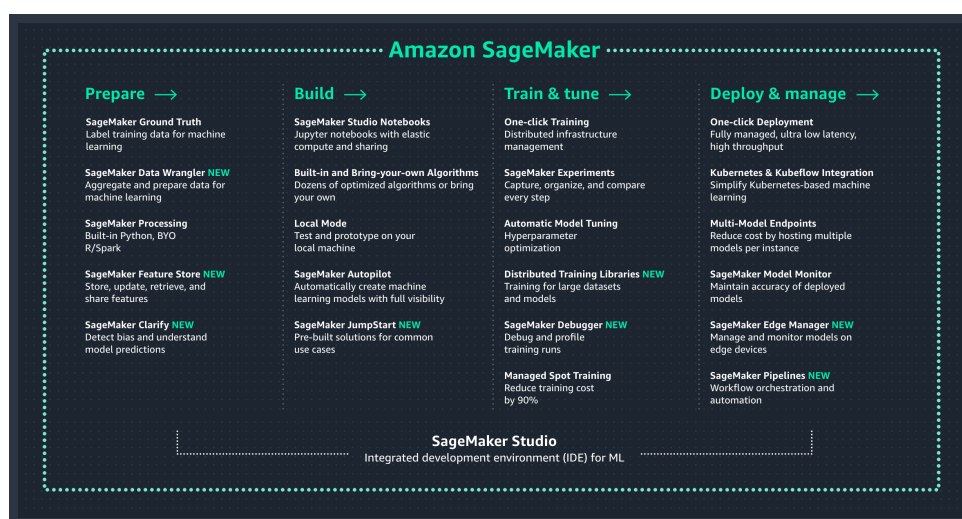 Amazon SageMaker
Prepare
SageMaker Ground Truth
Label training data for machine
learning
SageMaker Data Wrangler NEW
Aggregate and prepare data for
machine learning
SageMaker Processing
Built-in Python, BYO
R/Spark
SageMaker Feature Store NEW
Store, update, retrieve, and
share features
SageMaker Clarify NEW
Detect bias and understand
model predictions
Build
SageMaker Studio Notebooks
Jupyter notebooks with elastic
compute and sharing
Built-in and Bring-your-own Algorithms
Dozens of optimized algorithms or bring
your own
Local Mode
Test and prototype on your
local machine
SageMaker Autopilot
Automatically create machine
learning models with full visibility
SageMaker JumpStart NEW
Pre-built solutions for common
use cases
Train & tune
One-click Training
Distributed infrastructure
management
SageMaker Experiments
Capture, organize, and compare
every step
Automatic Model Tuning
Hyperparameter
optimization
Distributed Training Libraries NEW
Training for large datasets
and models
SageMaker Debugger NEW
Debug and profile
training runs
Managed Spot Training
Reduce training cost
by 90%
Deploy & manage
One-click Deployment
Fully managed, ultra low latency,
high throughput
Kubernetes & Kubeflow Integration
Simplify Kubernetes-based machine
learning
Multi-Model Endpoints
Reduce cost by hosting multiple
models per instance
SageMaker Model Monitor
Maintain accuracy of deployed
models
SageMaker Edge Manager NEW
Manage and monitor models on
edge devices
SageMaker Pipelines NEW
Workflow orchestration and
automation
SageMaker Studio
Integrated development environment (IDE) for ML